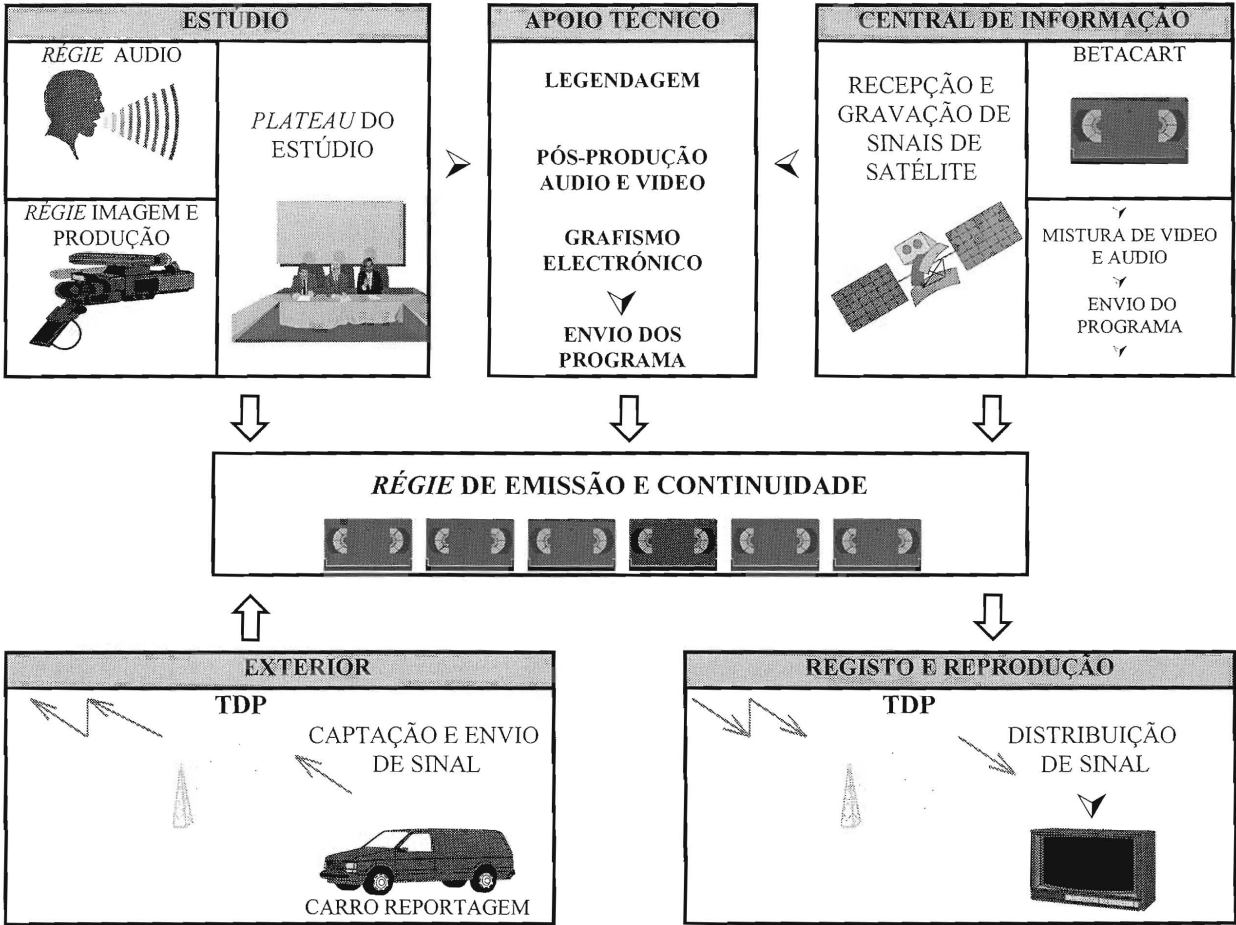 ESTÚDIO
RÉGIE AUDIO
PLATEAU DO
ESTÚDIO
RÉGIE IMAGEM E
PRODUÇÃO
APOIO TÉCNICO
LEGENDAGEM
PÓS-PRODUÇÃO
AUDIO E VIDEO
GRAFISMO
ELECTRÓNICO
ENVIO DOS
PROGRAMA
CENTRAL DE INFORMAÇÃO
RECEPÇÃO E
GRAVAÇÃO DE
SINAIS DE
SATÉLITE
BETACART
MISTURA DE VIDEO
E AUDIO
ENVIO DO
PROGRAMA
RÉGIE DE EMISSÃO E CONTINUIDADE
EXTERIOR
TDP
CAPTAÇÃO E ENVIO
DE SINAL
CARRO REPORTAGEM
REGISTO E REPRODUÇÃO
TDP
DISTRIBUIÇÃO
DE SINAL